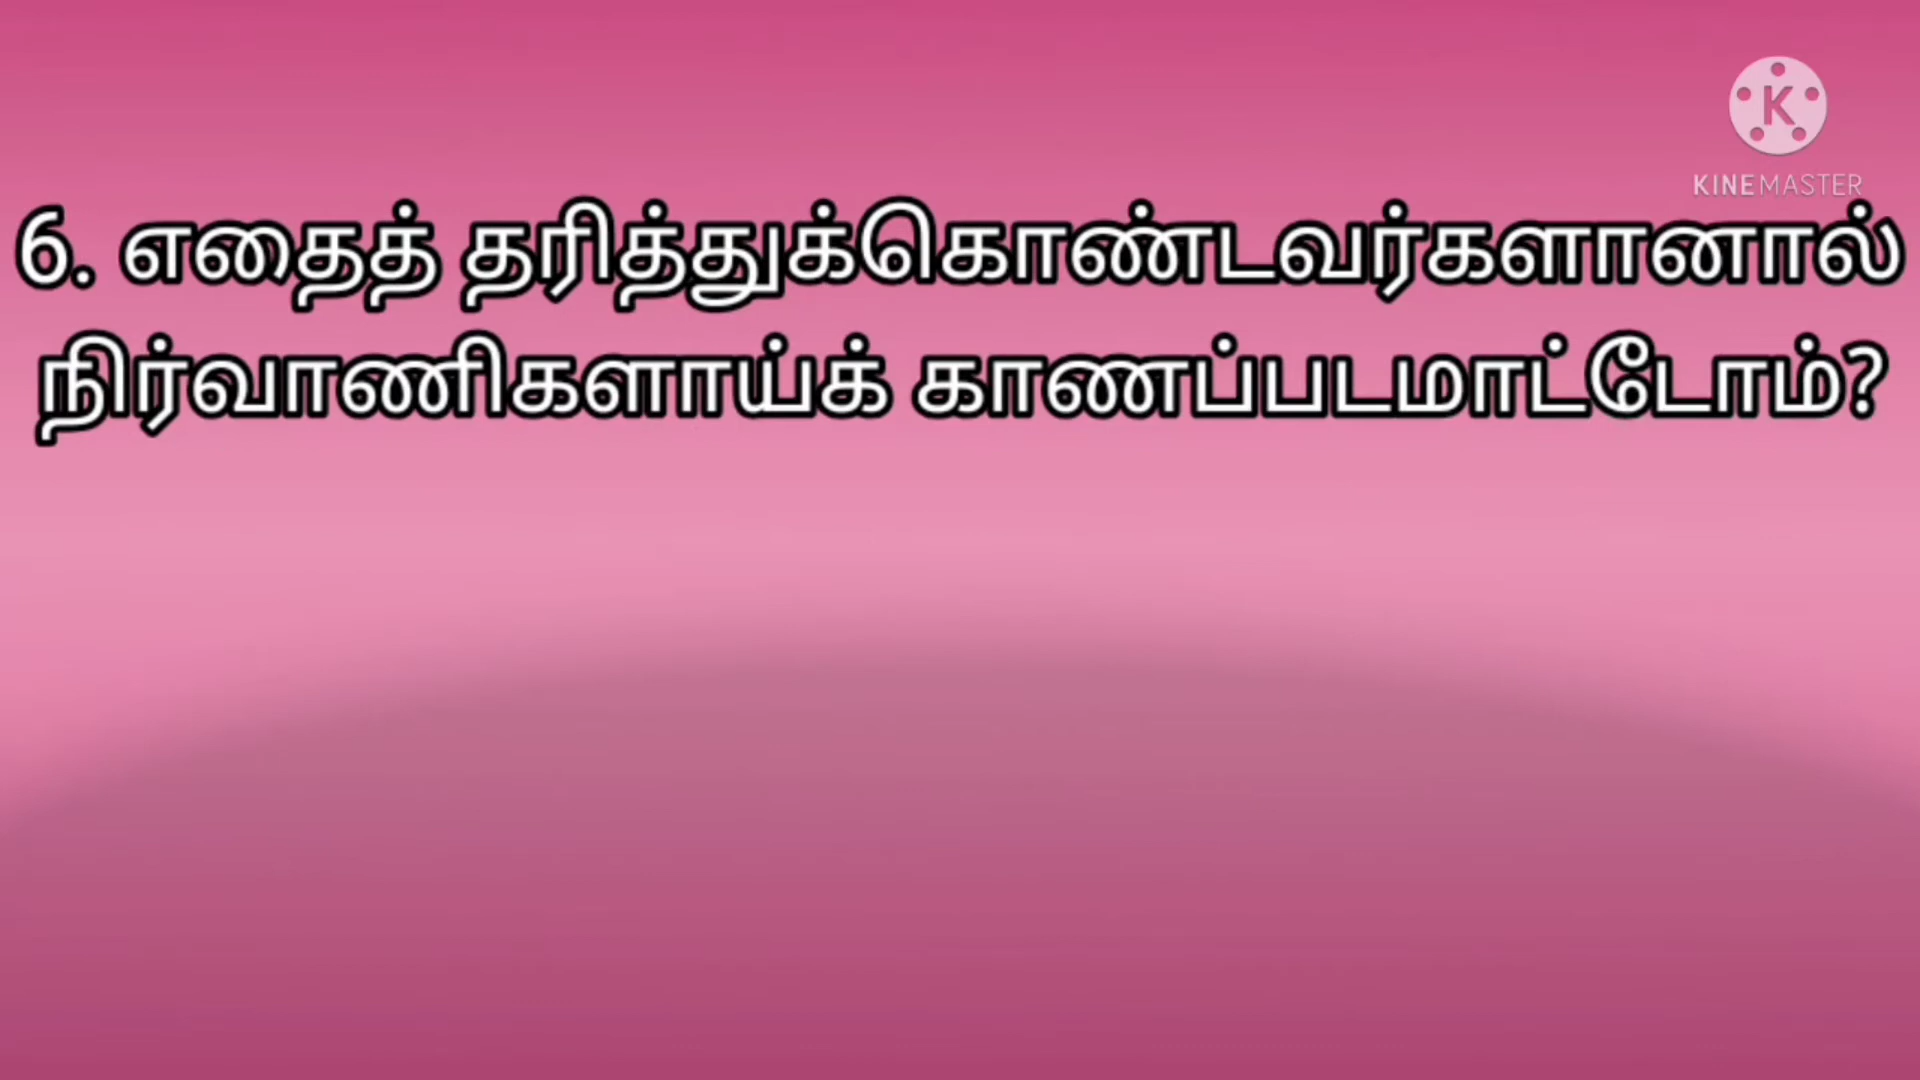 K
KINEMASTER
6. எதைத் தரித்துக்கொண்டவர்களானால்
நிர்வாணிகளாய்க் காணப்படமாட்டோம்?